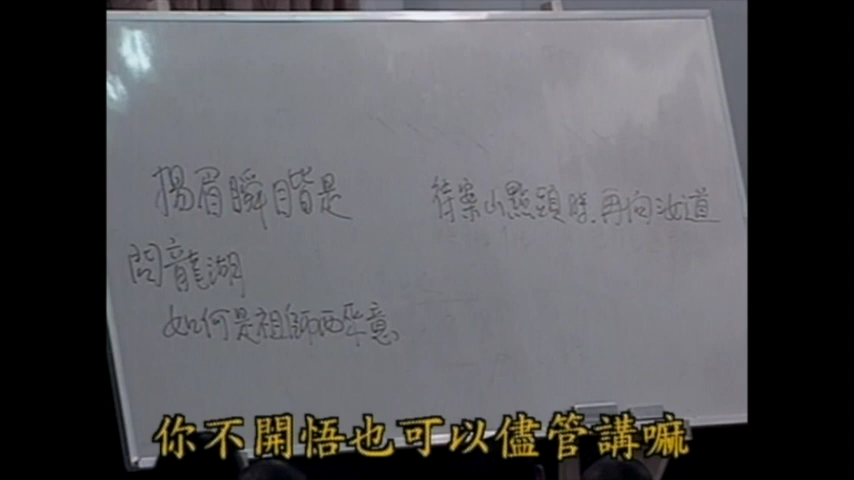 揚眉瞬目皆是
待案山點頭時、再向汝道
問龍湖
如何是祖師西來意、
你不開悟也可以儘管講嘛